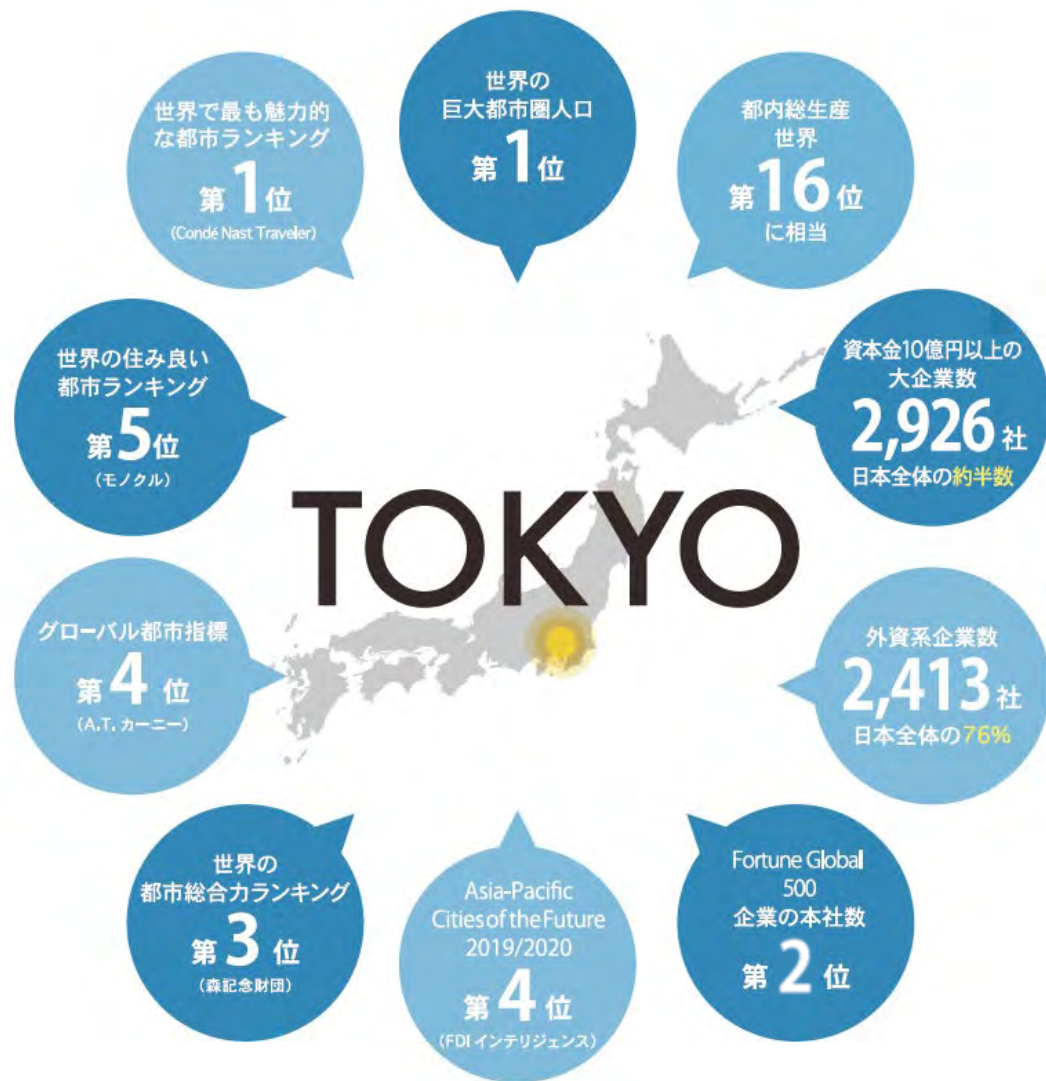 世界の
巨大都市圏人口
第1位
都内総生産
世界
第16位
に相当
資本金10億円以上の
大企業数
2,926社
日本全体の約半数
外資系企業数
2,413社
日本全体の76%
Fortune Global
500
企業の本社数
第2位
Asia-Pacific
Cities of the Future
2019/2020
第4位
(FDI インテリジェンス)
世界の
都市総合力ランキング
第3位
(森記念財団)
グローバル都市指標
第4位
(A.T. カーニー)
世界の住み良い
都市ランキング
第5位
(モノクル)
世界で最も魅力的
な都市ランキング
第1位
(Condé Nast Traveler)
TOKYO